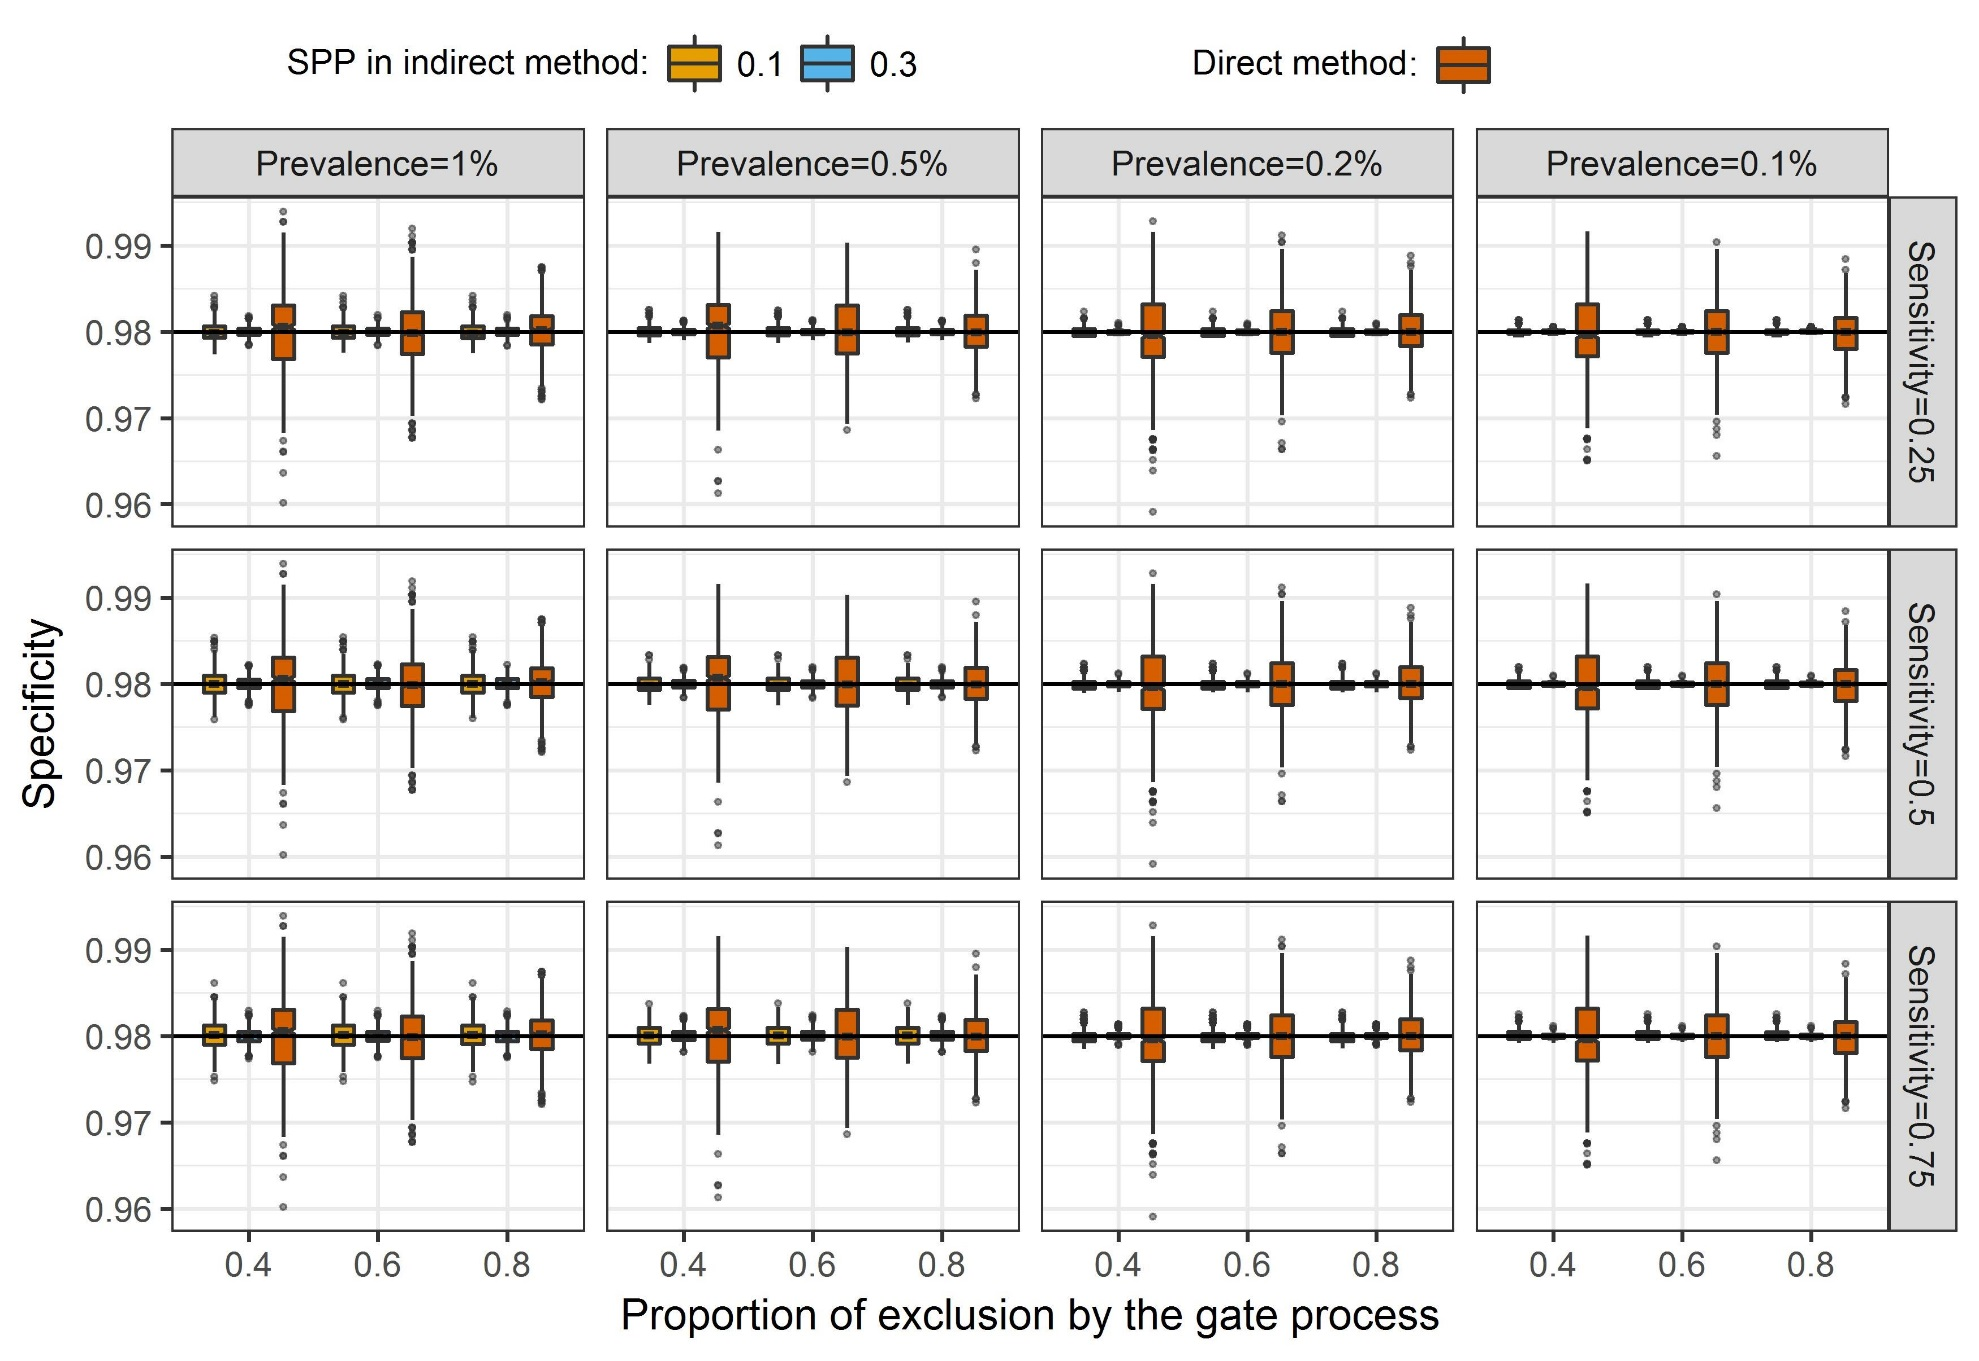 SPP in indirect method: 0.1 0.3 Direct method:
Prevalence=1% Prevalence=0.5% Prevalence=0.2% Prevalence=0.1%
0.99
0.98
0.97
0.96
Sensitivity=0.25
0.99
0.98
0.97
0.96
Sensitivity=0.5
0.99
0.98
0.97
0.96
Sensitivity=0.75
Specificity
0.4 0.6 0.8 0.4 0.6 0.8 0.4 0.6 0.8 0.4 0.6 0.8
Proportion of exclusion by the gate process